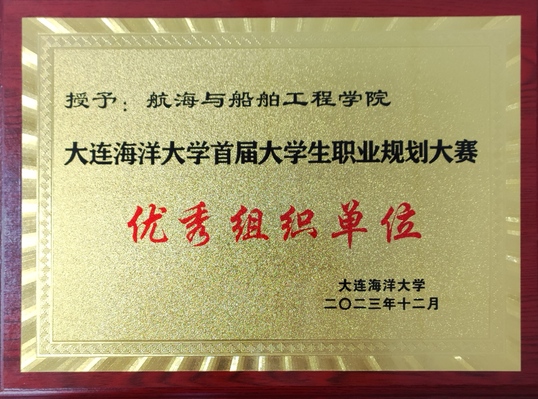 授予：航海与船舶工程学院
大连海洋大学首届大学生职业规划大赛
优秀组织单位
大连海洋大学
二〇二三年十二月